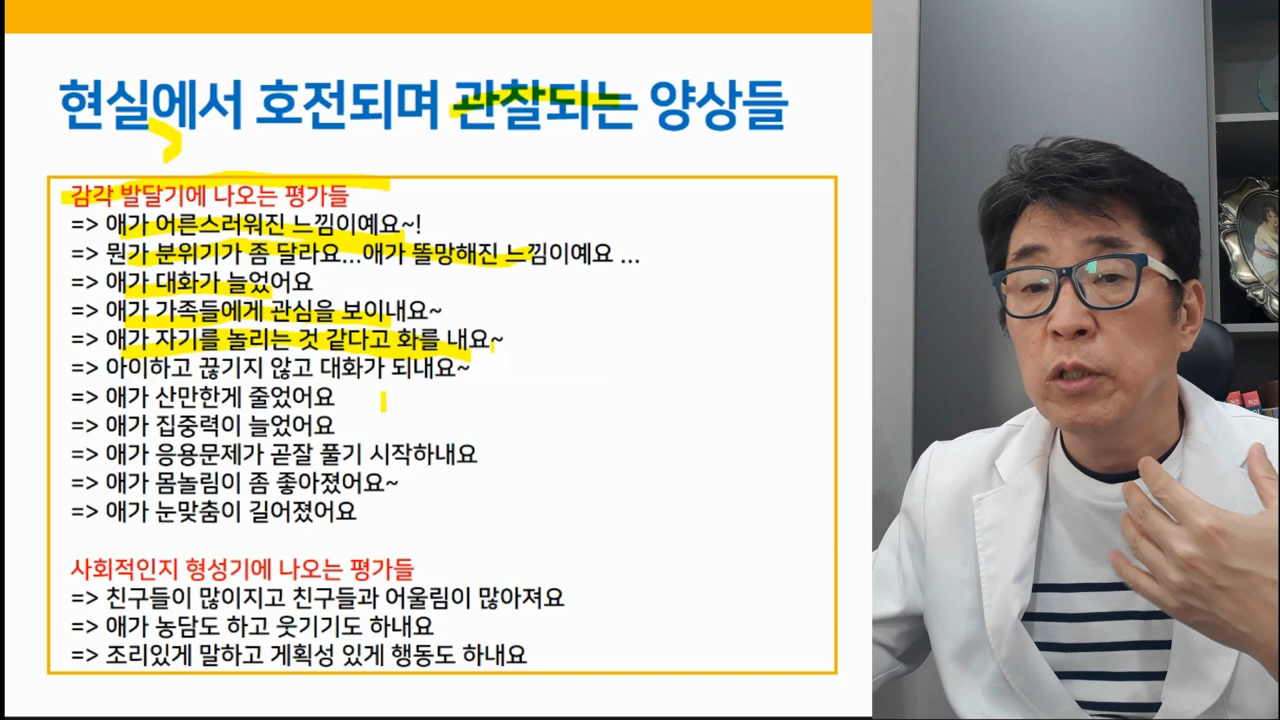 현실에서 호전되며 관찰되는 양상들
감각 발달기에 나오는 평가들
=> 애가 어른스러워진 느낌이예요~!
=> 뭔가 분위기가 좀 달라요...애가 똘망해진 느낌이예요 ...
=> 애가 대화가 늘었어요
=> 애가 가족들에게 관심을 보이내요~
=> 애가 자기를 놀리는 것 같다고 화를 내요~
=> 아이하고 끊기지 않고 대화가 되내요~
=> 애가 산만한게 줄었어요
=> 애가 집중력이 늘었어요
=> 애가 응용문제가 곧잘 풀기 시작하내요
=> 애가 몸놀림이 좀 좋아졌어요~
=> 애가 눈맞춤이 길어졌어요
사회적인지 형성기에 나오는 평가들
=> 친구들이 많이지고 친구들과 어울림이 많아져요
=> 애가 농담도 하고 웃기기도 하내요
=> 조리있게 말하고 게획성 있게 행동도 하내요